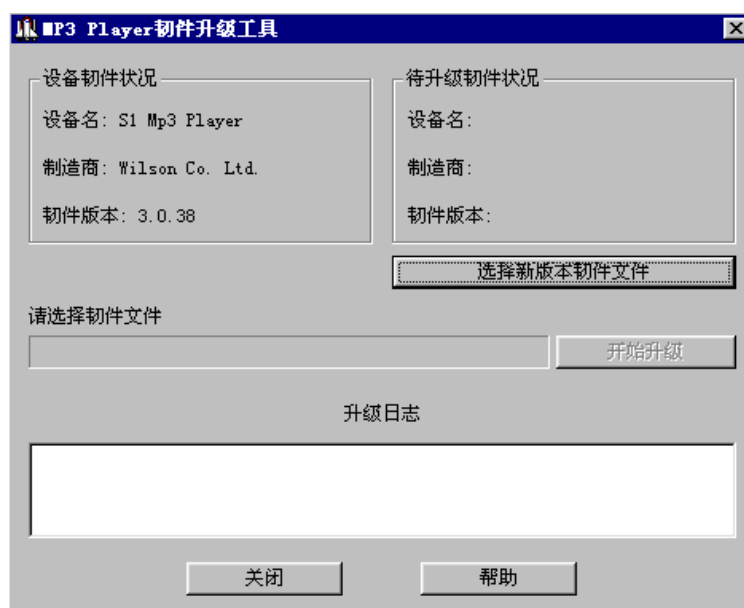 MP3 Player韧件升级工具
设备韧件状况
设备名: S1 Mp3 Player
制造商: Wilson Co. Ltd.
韧件版本: 3.0.38
待升级韧件状况
设备名:
制造商:
韧件版本:
选择新版本韧件文件
请选择韧件文件
开始升级
升级日志
关闭
帮助